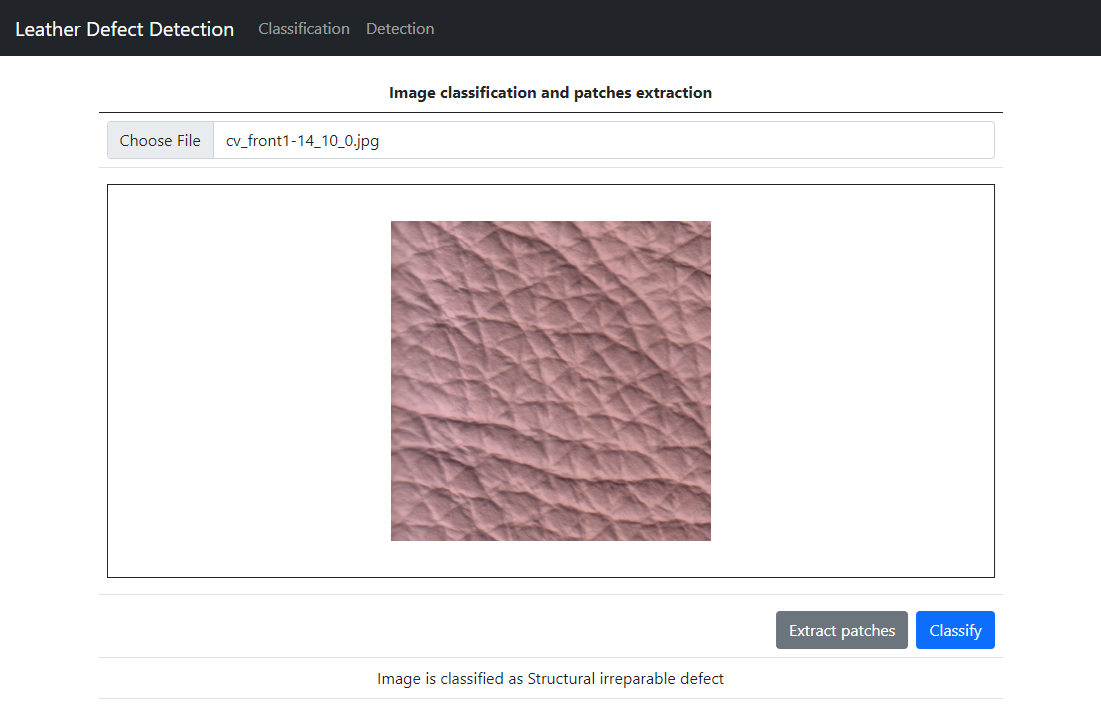 Leather Defect Detection Classification Detection
Image classification and patches extraction
Choose File cv_front1-14_10_0.jpg
Extract patches Classify
Image is classified as Structural irreparable defect